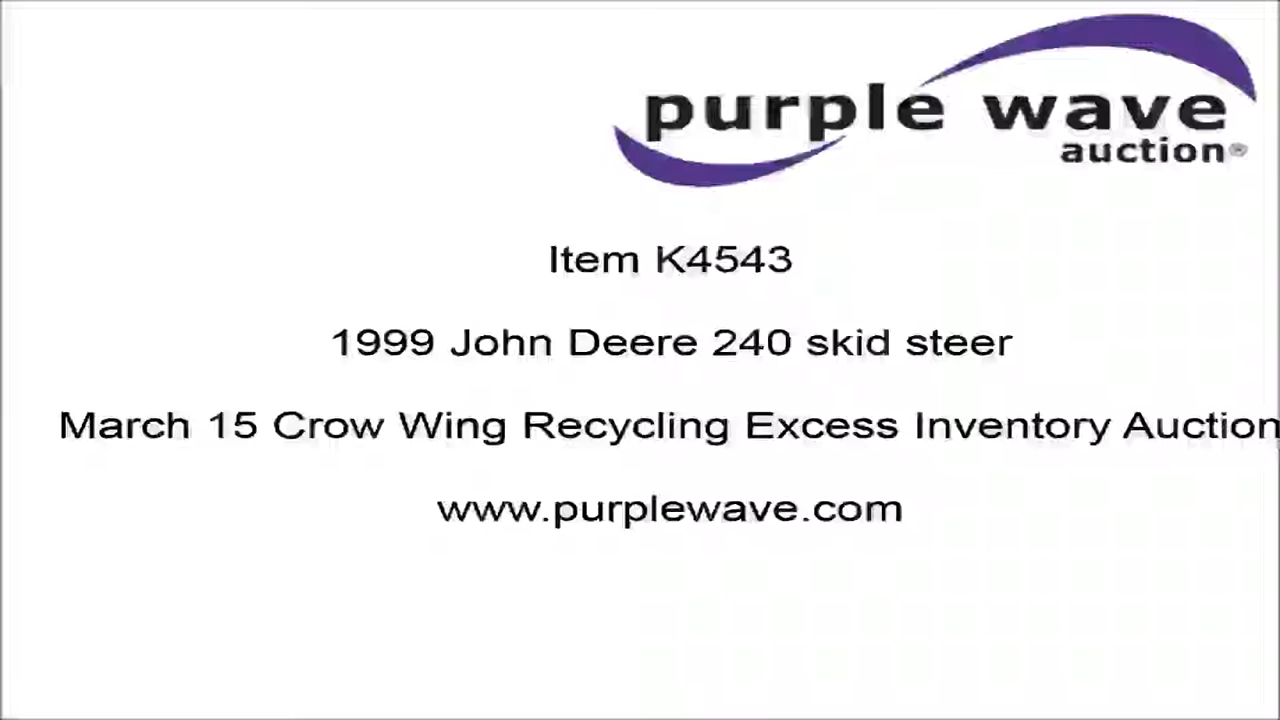 purple wave
auction®
Item K4543
1999 John Deere 240 skid steer
March 15 Crow Wing Recycling Excess Inventory Auction
www.purplewave.com